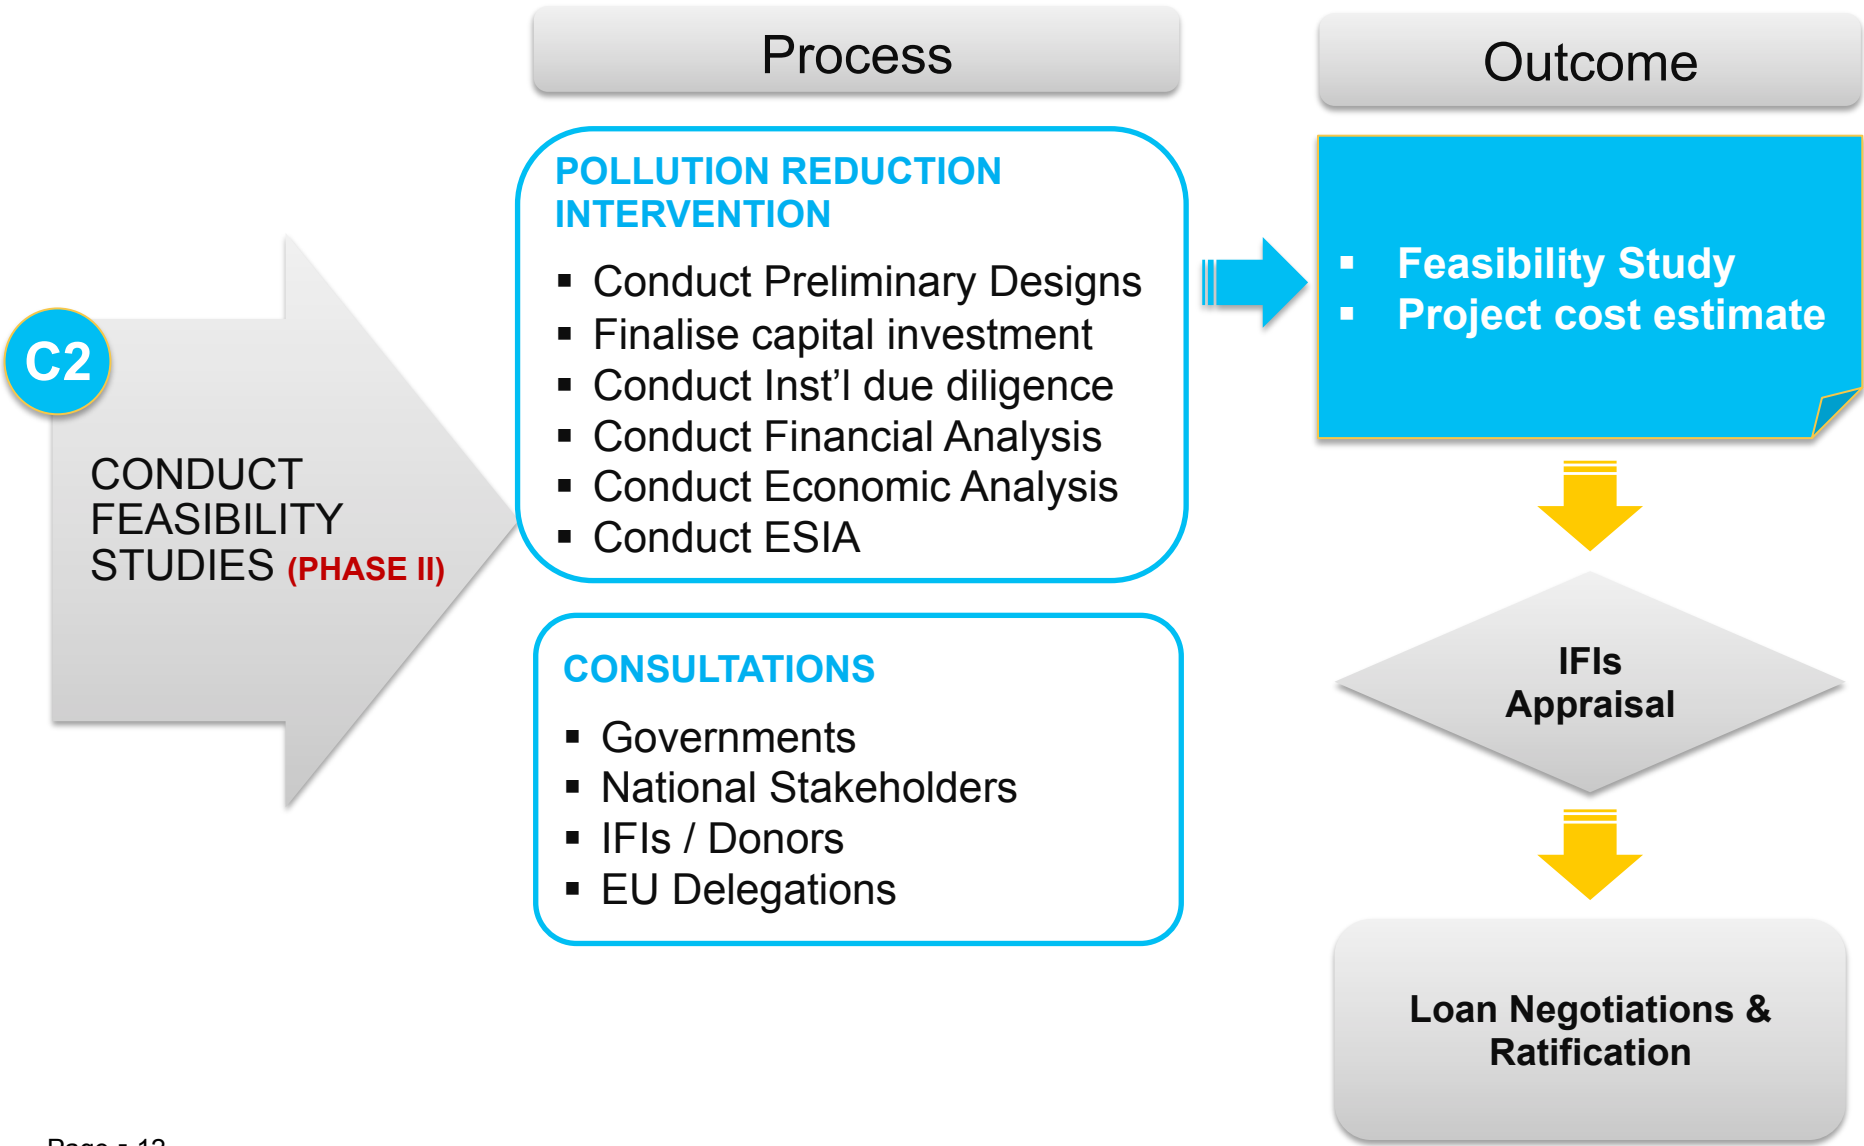 Process
Outcome
C2
CONDUCT
FEASIBILITY
STUDIES (PHASE II)
POLLUTION REDUCTION
INTERVENTION
▪ Conduct Preliminary Designs
▪ Finalise capital investment
▪ Conduct Inst’l due diligence
▪ Conduct Financial Analysis
▪ Conduct Economic Analysis
▪ Conduct ESIA
CONSULTATIONS
▪ Governments
▪ National Stakeholders
▪ IFIs / Donors
▪ EU Delegations
▪ Feasibility Study
▪ Project cost estimate
IFIs
Appraisal
Loan Negotiations &
Ratification
Page ▪ 12